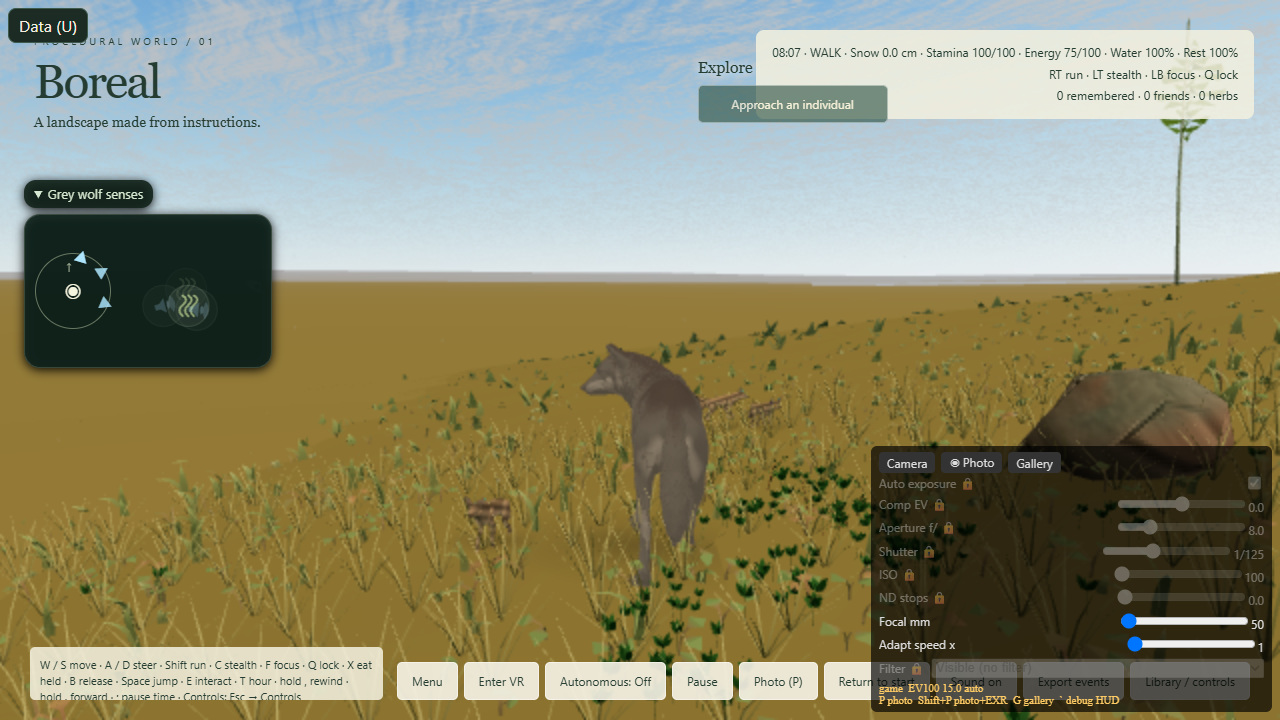 Data (U)
PROCEDURAL WORLD / 01
Boreal
A landscape made from instructions.
Explore
Approach an individual
08:07 · WALK · Snow 0.0 cm · Stamina 100/100 · Energy 75/100 · Water 100% · Rest 100%
RT run · LT stealth · LB focus · Q lock
0 remembered · 0 friends · 0 herbs
▼ Grey wolf senses
Camera
◉ Photo
Gallery
Auto exposure
Comp EV 0.0
Aperture f/ 8.0
Shutter 1/125
ISO 100
ND stops 0.0
Focal mm 50
Adapt speed x 1
Filter Visible (no filter)
game EV100 15.0 auto
P photo Shift+P photo+EXR G gallery ` debug HUD
W / S move · A / D steer · Shift run · C stealth · F focus · Q lock · X eat
held · B release · Space jump · E interact · T hour · hold , rewind ·
hold . forward · ; pause time · Esc → Controls
Menu
Enter VR
Autonomous: Off
Pause
Photo (P)
Return to start
Sound on
Export events
Library / controls